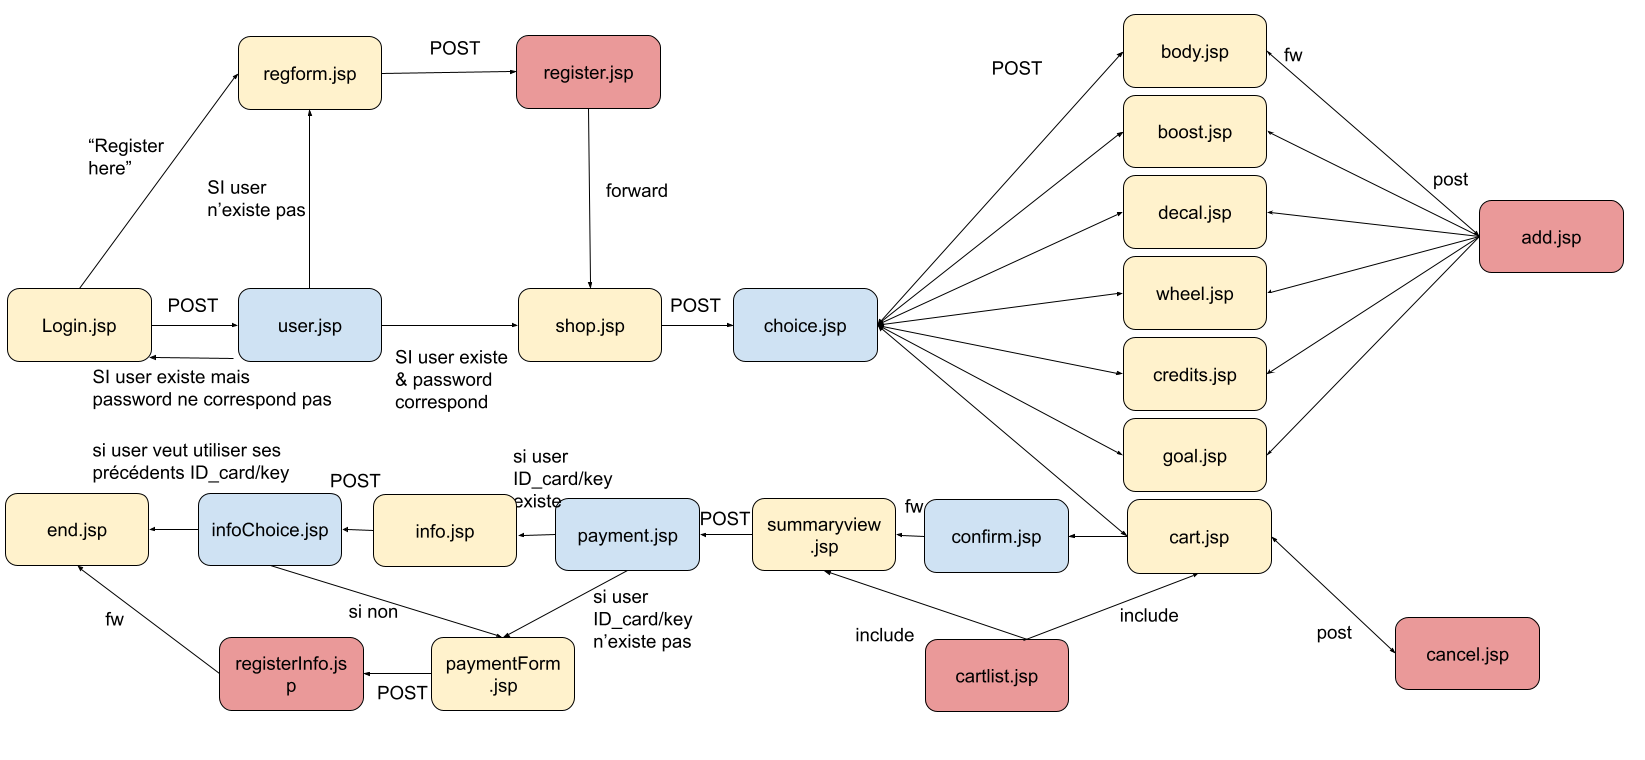 body.jsp
POST
fw
regform.jsp
POST
register.jsp
boost.jsp
“Register
here”
SI user
n’existe pas
forward
post
decal.jsp
add.jsp
Login.jsp
POST
user.jsp
shop.jsp
POST
choice.jsp
wheel.jsp
SI user existe mais
password ne correspond pas
SI user existe
& password
correspond
credits.jsp
si user veut utiliser ses
précédents ID_card/key
POST
si user
ID_card/key
existe
goal.jsp
end.jsp
infoChoice.jsp
info.jsp
payment.jsp
POST
summaryview
.jsp
fw
confirm.jsp
cart.jsp
fw
si non
si user
ID_card/key
n’existe pas
include
include
post
registerInfo.js
p
POST
paymentForm
.jsp
cartlist.jsp
cancel.jsp